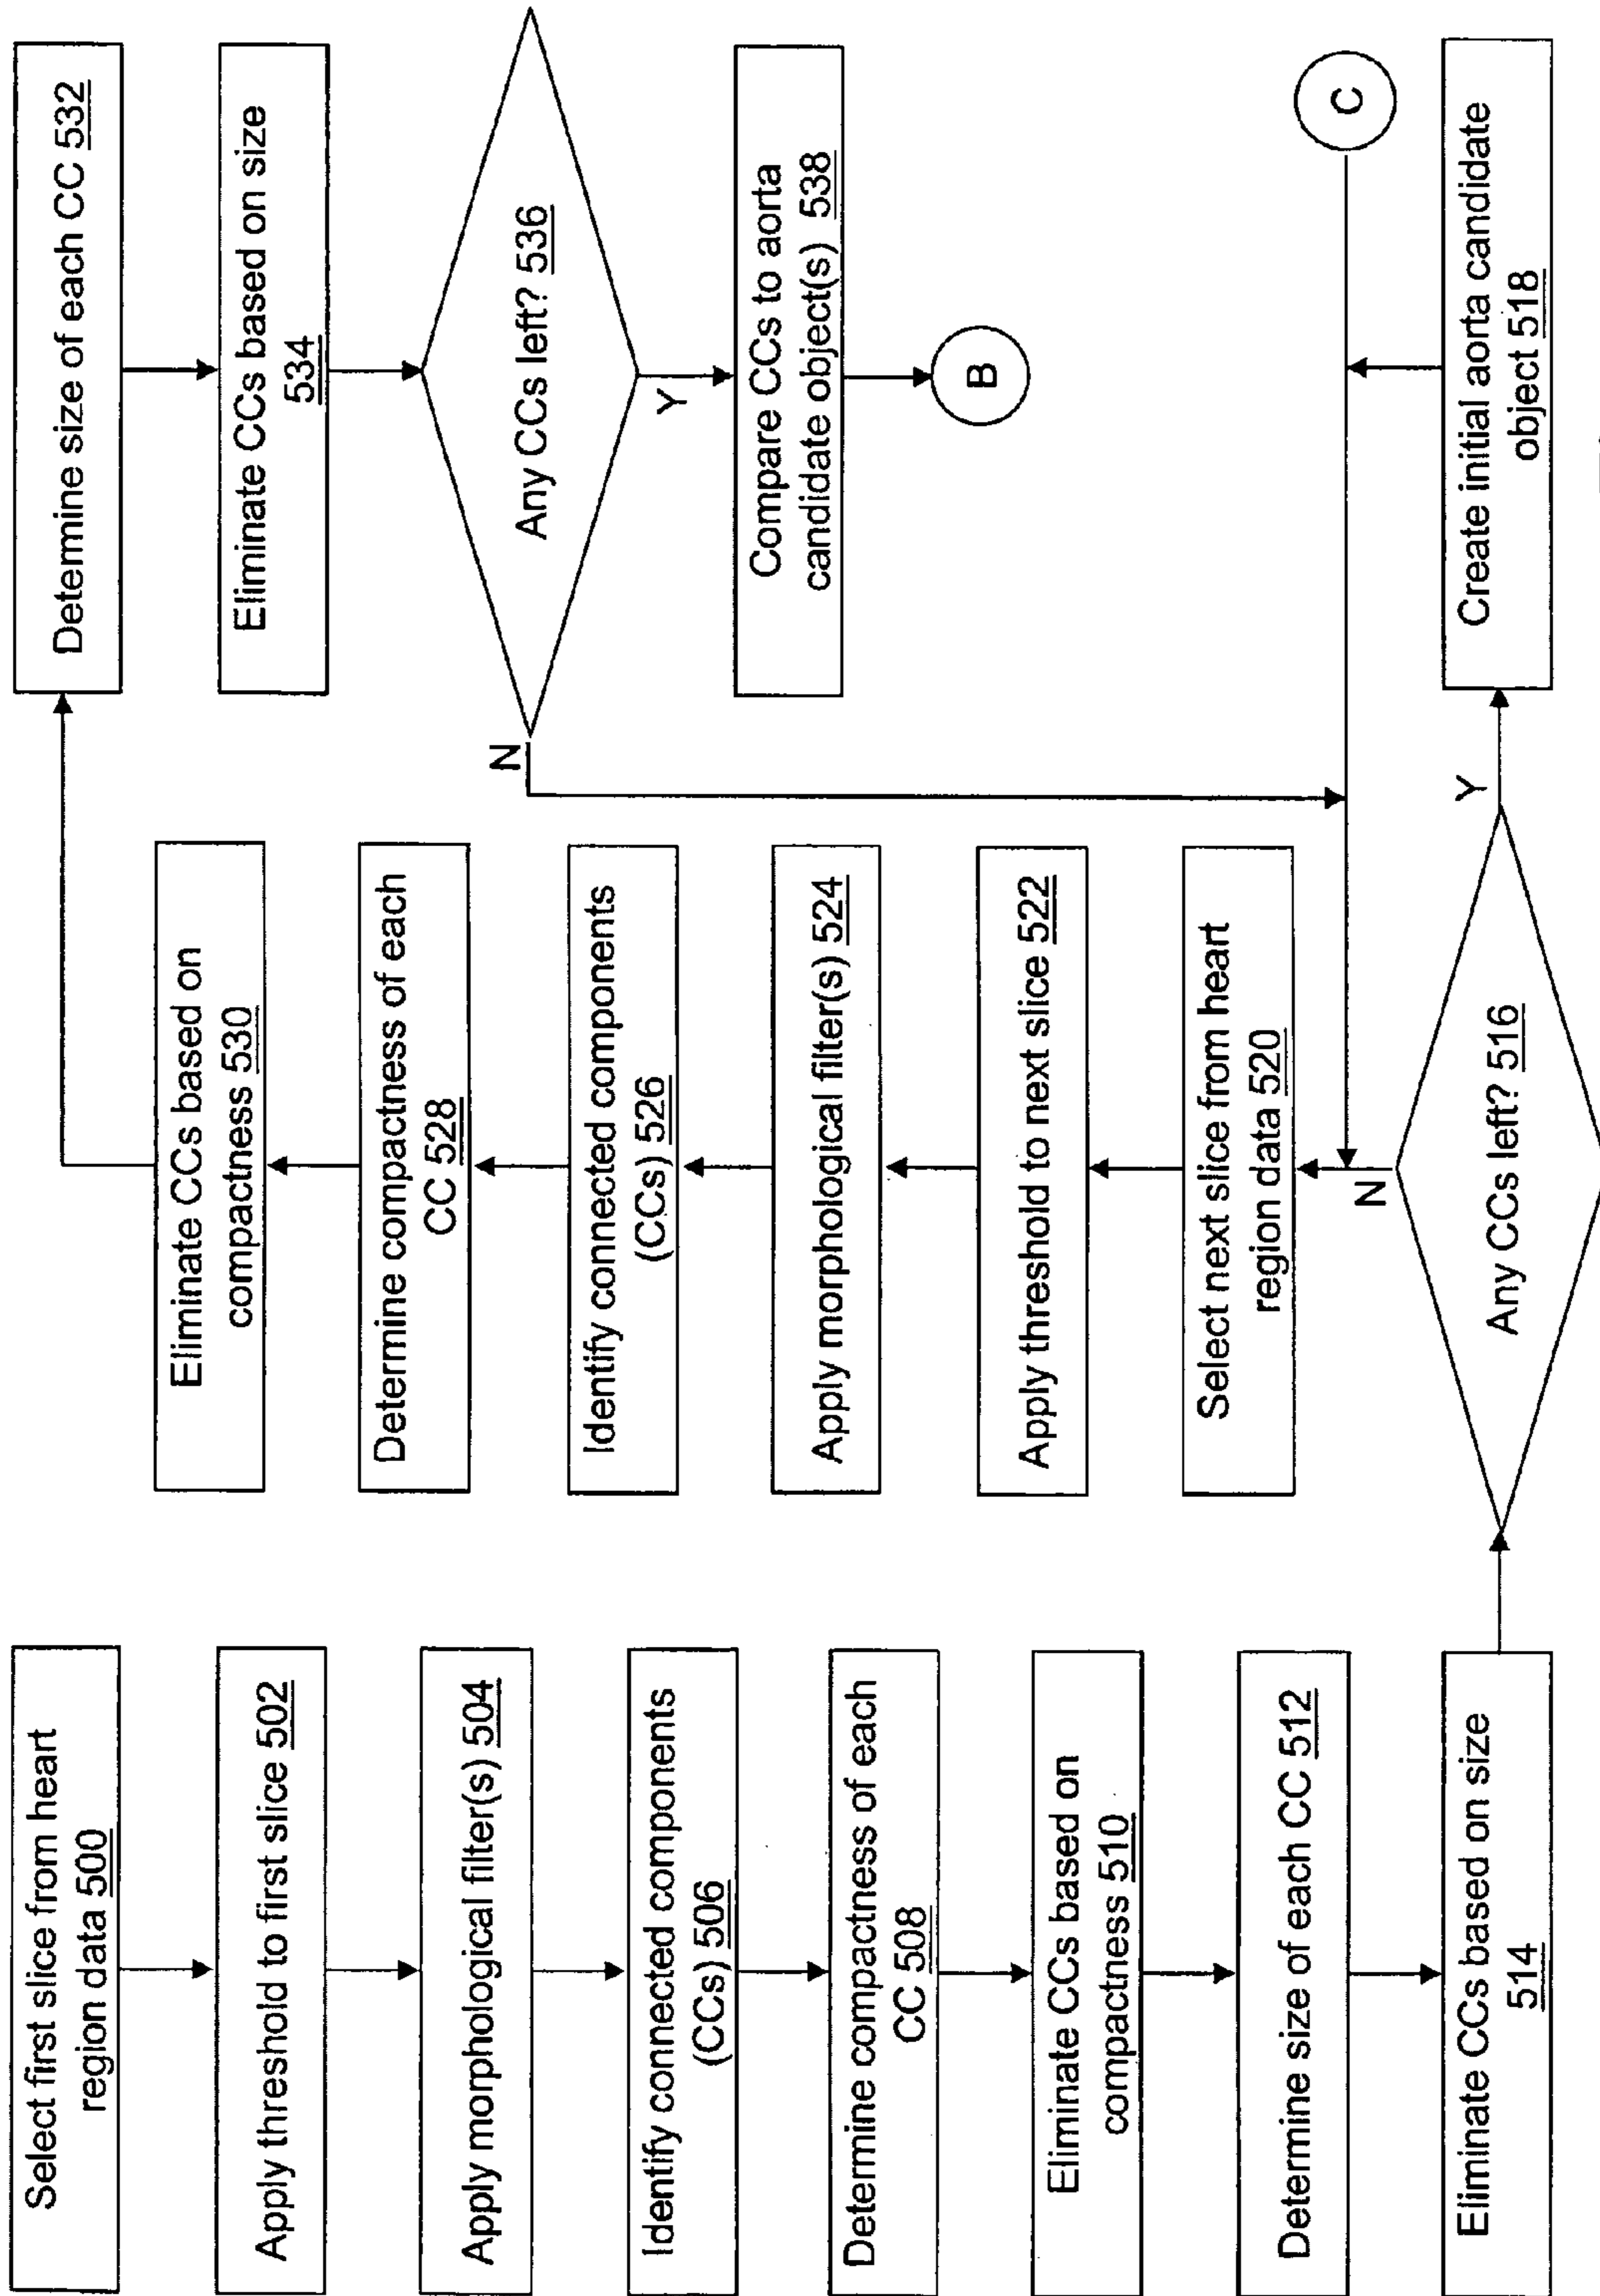 Select first slice from heart
region data 500
Apply threshold to first slice 502
Apply morphological filter(s) 504
Identify connected components
(CCs) 506
Determine compactness of each
CC 508
Eliminate CCs based on
compactness 510
Determine size of each CC 512
Eliminate CCs based on size
514
Any CCs left? 516
N
Y
Create initial aorta candidate
object 518
Select next slice from heart
region data 520
Apply threshold to next slice 522
Apply morphological filter(s) 524
Identify connected components
(CCs) 526
Determine compactness of each
CC 528
Eliminate CCs based on
compactness 530
Determine size of each CC 532
Eliminate CCs based on size
534
Any CCs left? 536
N
Y
Compare CCs to aorta
candidate object(s) 538
B
C